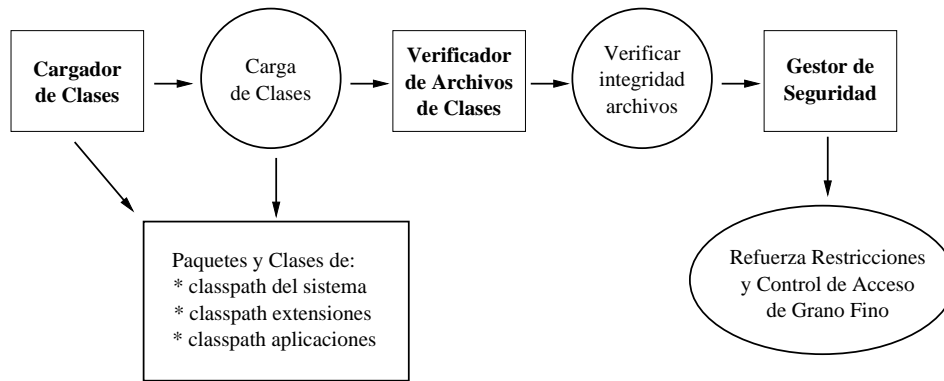 Cargador
de Clases
Carga
de Clases
Verificador
de Archivos
de Clases
Verificar
integridad
archivos
Gestor de
Seguridad
Paquetes y Clases de:
* classpath del sistema
* classpath extensiones
* classpath aplicaciones
Refuerza Restricciones
y Control de Acceso
de Grano Fino